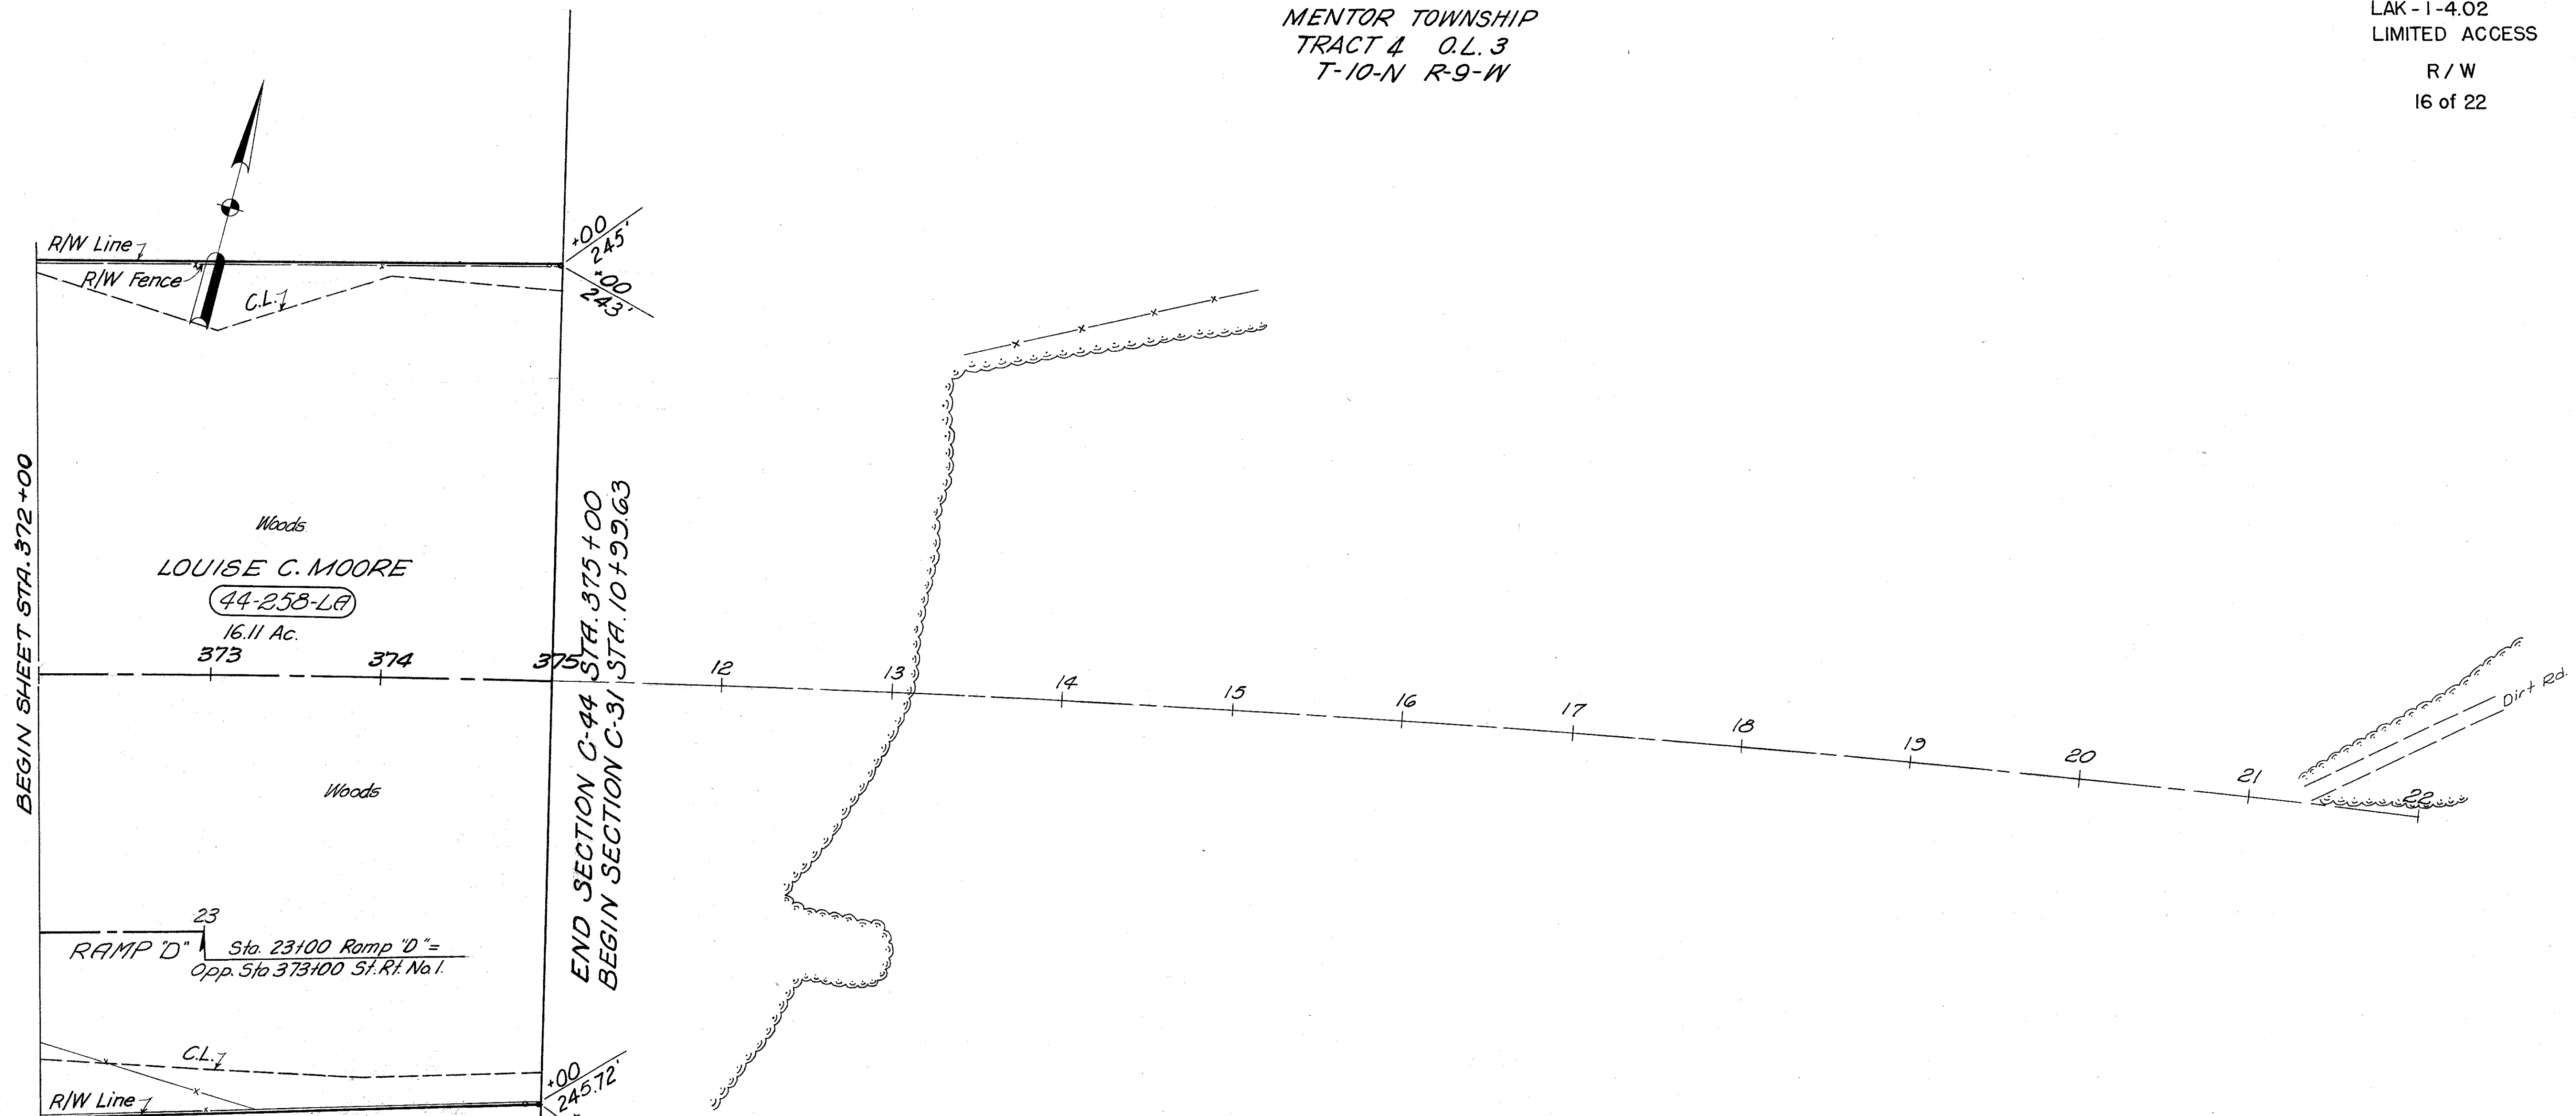 MENTOR TOWNSHIP
TRACT 4 O.L. 3
T-10-N R-9-W
LAK-1-4.02
LIMITED ACCESS
R/W
16 of 22
R/W Line
R/W Fence
C.L.
+00
245'
+00
243'
BEGIN SHEET STA. 372+00
Woods
LOUISE C. MOORE
44-258-LA
16.11 Ac.
373
374
375
END SECTION C-44 STA. 375+00
BEGIN SECTION C-31 STA. 10+99.63
12
13
14
15
16
17
18
19
20
21
22
Dirt Rd.
Woods
23
RAMP "D"
Sta. 23+00 Ramp "D" =
Opp. Sta 373+00 St. Rt. No. 1.
C.L.
R/W Line
+00
245.72'